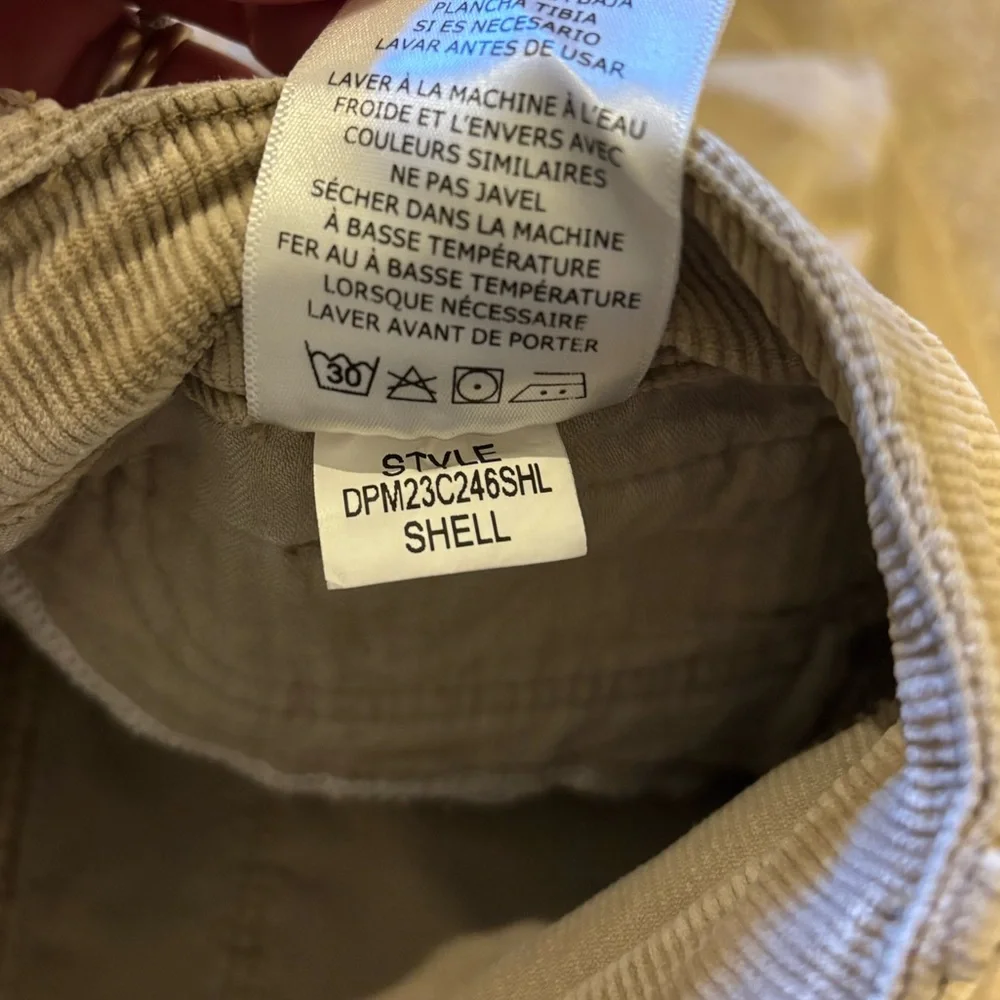 BAJA
PLANCHA TIBIA
SI ES NECESARIO
LAVAR ANTES DE USAR
LAVER À LA MACHINE À L'EAU
FROIDE ET L'ENVERS AVEC
COULEURS SIMILAIRES
NE PAS JAVEL
SÉCHER DANS LA MACHINE
À BASSE TEMPÉRATURE
FER AU À BASSE TEMPÉRATURE
LORSQUE NÉCESSAIRE
LAVER AVANT DE PORTER
30
STYLE
DPM23C246SHL
SHELL